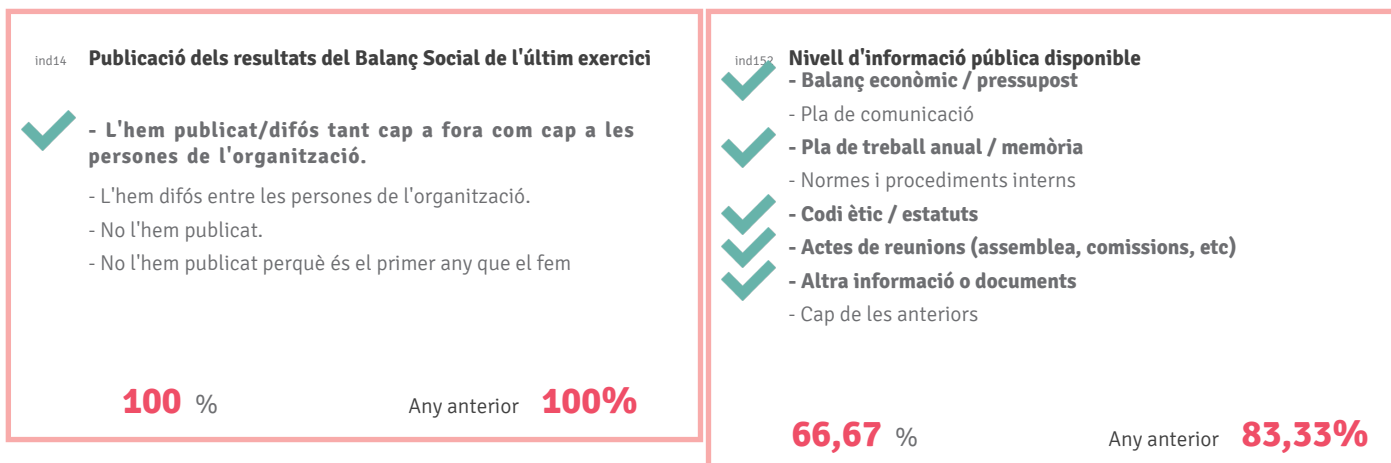 ind14 Publicació dels resultats del Balanç Social de l'últim exercici
- L'hem publicat/difós tant cap a fora com cap a les
persones de l'organització.
- L'hem difós entre les persones de l'organització.
- No l'hem publicat.
- No l'hem publicat perquè és el primer any que el fem
100 %
Any anterior 100%
ind152 Nivell d'informació pública disponible
- Balanç econòmic / pressupost
- Pla de comunicació
- Pla de treball anual / memòria
- Normes i procediments interns
- Codi ètic / estatuts
- Actes de reunions (assemblea, comissions, etc)
- Altra informació o documents
- Cap de les anteriors
66,67 %
Any anterior 83,33%